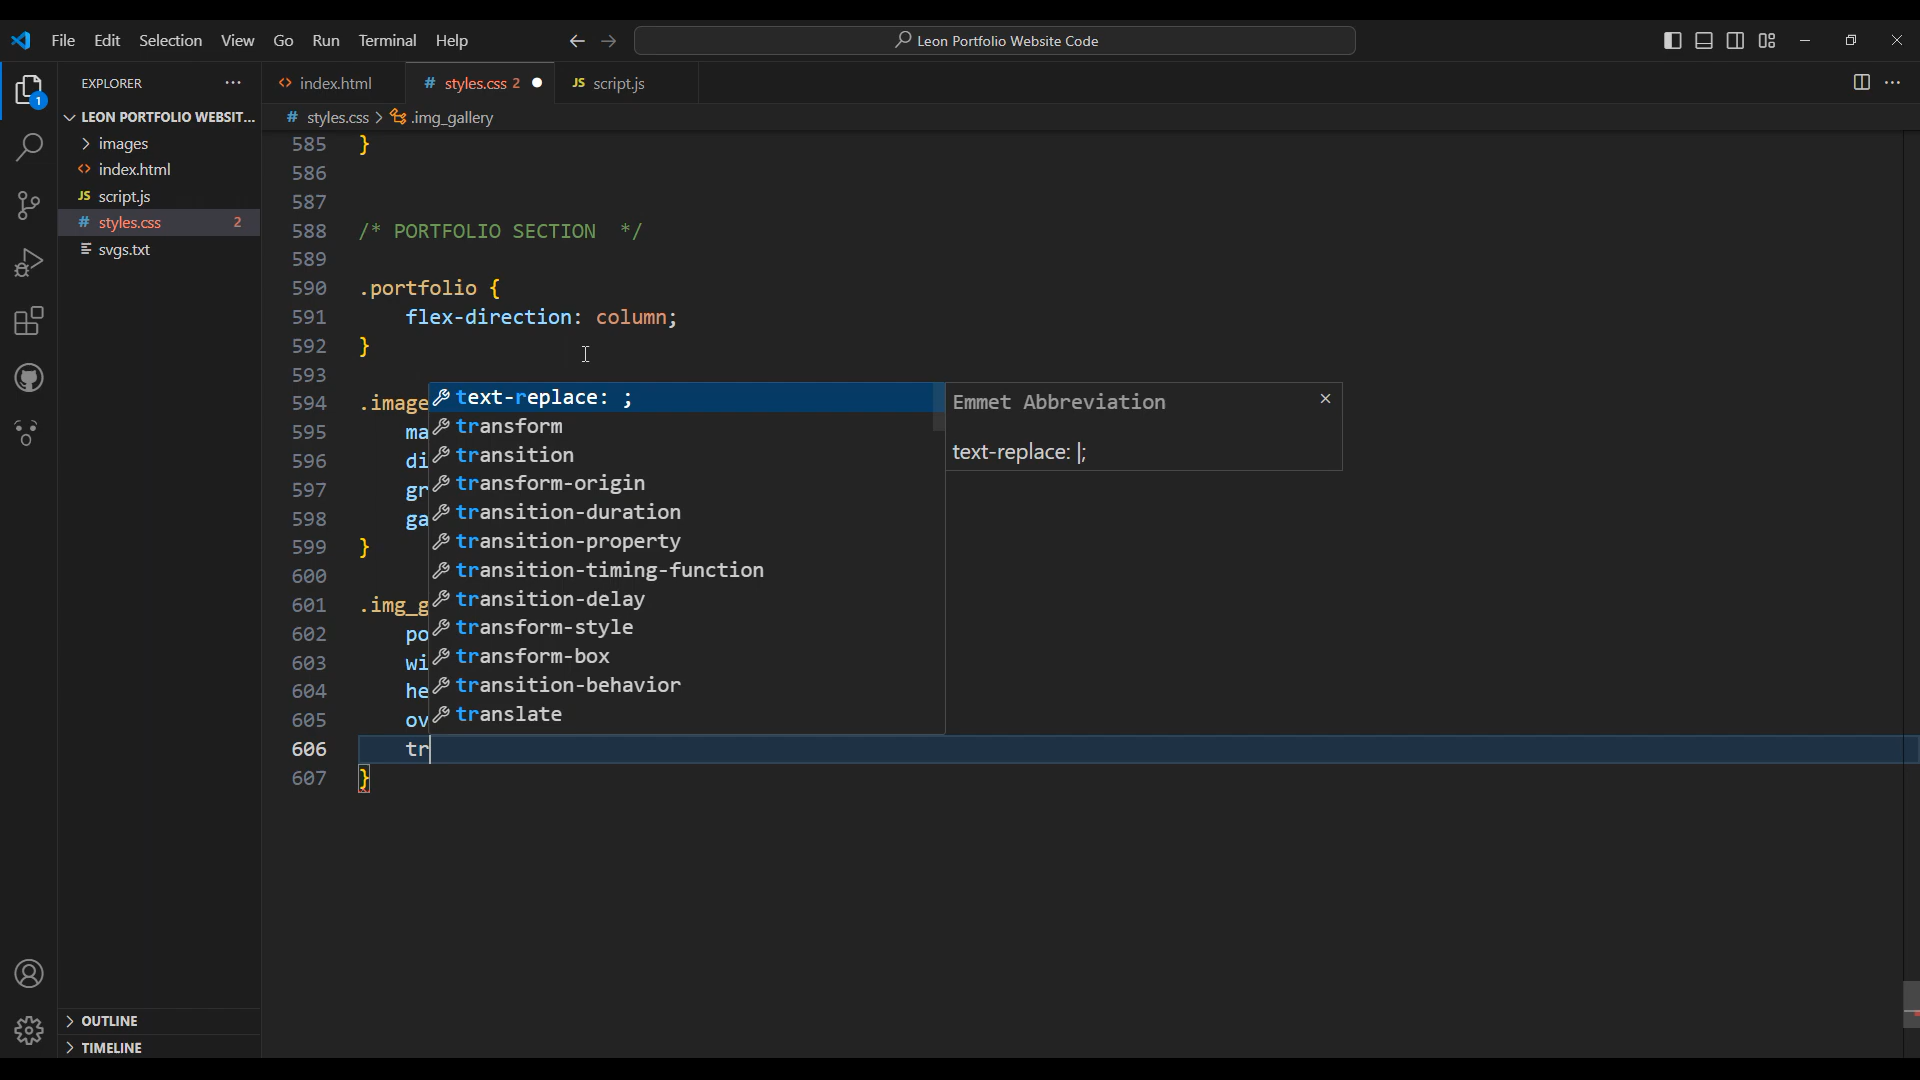 File Edit Selection View Go Run Terminal Help
Leon Portfolio Website Code
1
EXPLORER
LEON PORTFOLIO WEBSIT...
images
index.html
JS script.js
# styles.css 2
svgs.txt
OUTLINE
TIMELINE
index.html
# styles.css 2
JS script.js
# styles.css > .img_gallery
585 }
586
587
588 /* PORTFOLIO SECTION */
589
590 .portfolio {
591 flex-direction: column;
592 }
593
594 .image
595 ma
596 di
597 gr
598 ga
599 }
600
601 .img_g
602 po
603 wi
604 he
605 ov
606 tr
607 }
text-replace: ;
transform
transition
transform-origin
transition-duration
transition-property
transition-timing-function
transition-delay
transform-style
transform-box
transition-behavior
translate
Emmet Abbreviation
text-replace: |;